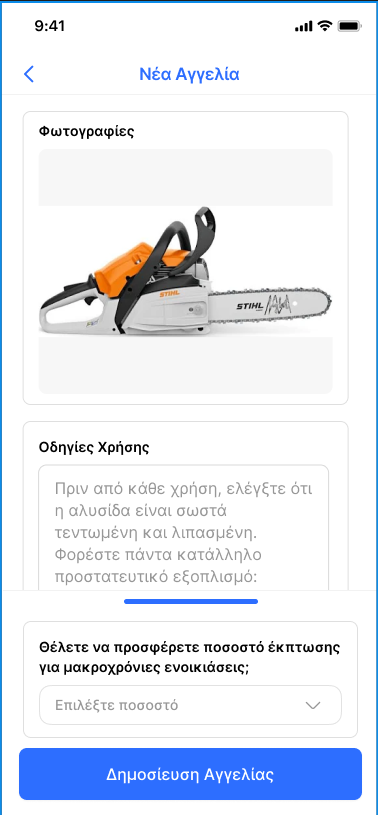 9:41
Νέα Αγγελία
Φωτογραφίες
STIHL
STIHL
Οδηγίες Χρήσης
Πριν από κάθε χρήση, ελέγξτε ότι
η αλυσίδα είναι σωστά
τεντωμένη και λιπασμένη.
Φορέστε πάντα κατάλληλο
προστατευτικό εξοπλισμό:
Θέλετε να προσφέρετε ποσοστό έκπτωσης
για μακροχρόνιες ενοικιάσεις;
Επιλέξτε ποσοστό
Δημοσίευση Αγγελίας